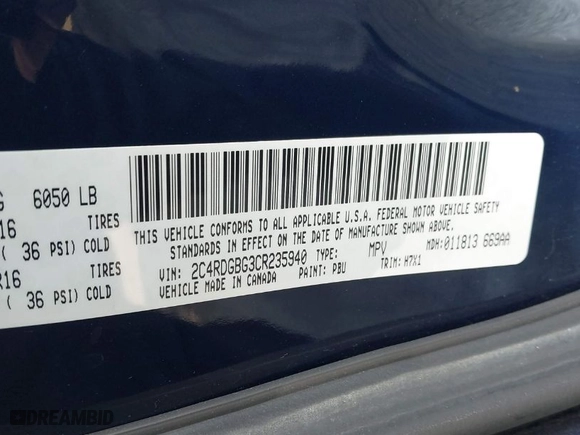 G 6050 LB
THIS VEHICLE CONFORMS TO ALL APPLICABLE U.S.A. FEDERAL MOTOR VEHICLE SAFETY
STANDARDS IN EFFECT ON THE DATE OF MANUFACTURE SHOWN ABOVE.
16 TIRES
( 36 PSI) COLD
R16 TIRES
( 36 PSI) COLD
VIN: 2C4RDGBG3CR235940 TYPE: MPV MDH:011813 669AA
VEHICLE MADE IN CANADA PAINT: PBU TRIM: H7X1
DREAMBID